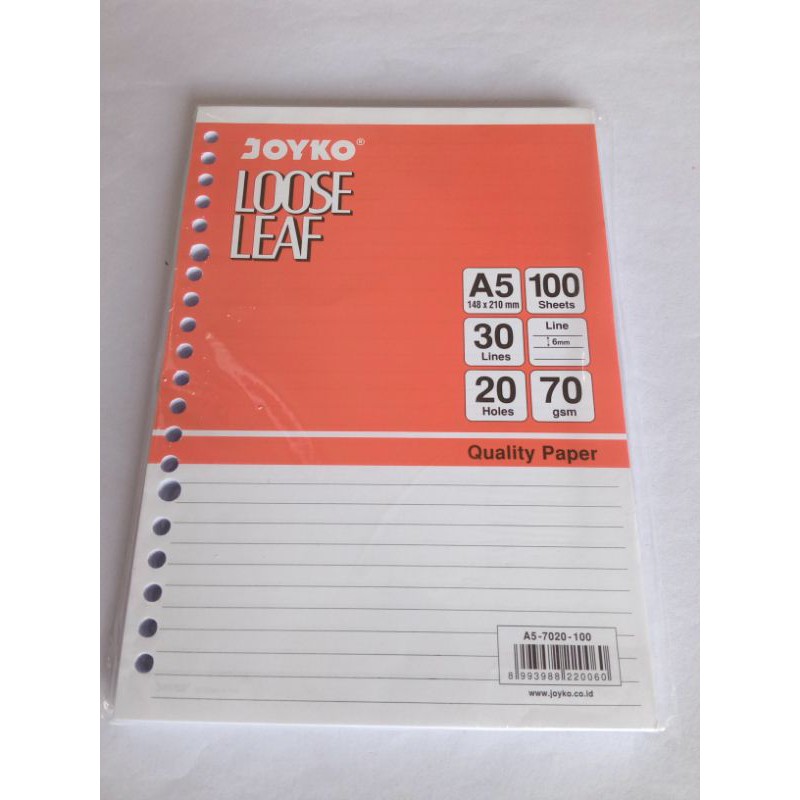 JOYKO®
LOOSE
LEAF
A5
148 x 210 mm
100
Sheets
30
Lines
Line
6mm
20
Holes
70
gsm
Quality Paper
A5-7020-100
8 993988 220060
www.joyko.co.id